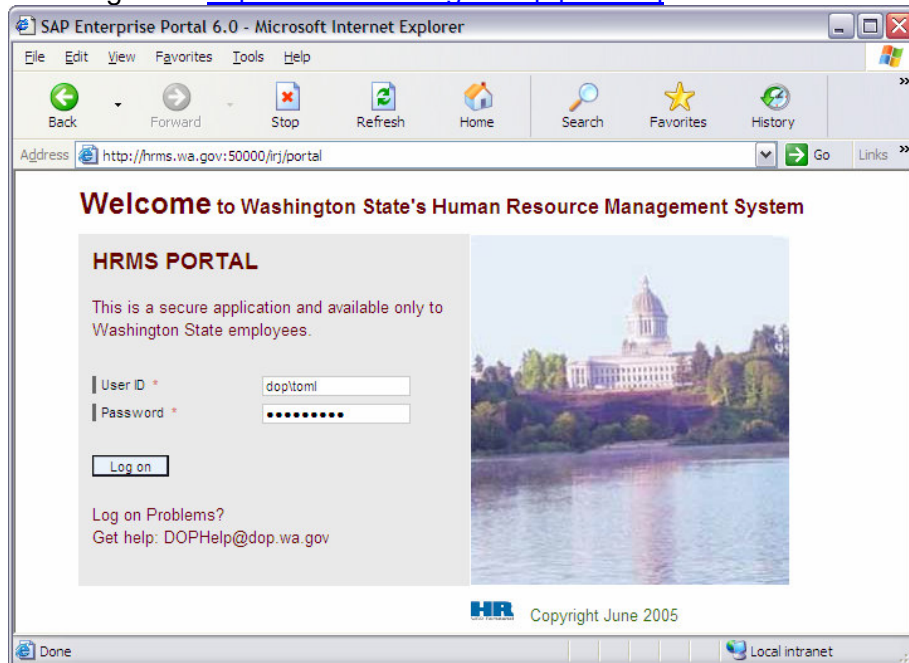 SAP Enterprise Portal 6.0 - Microsoft Internet Explorer
File Edit View Favorites Tools Help
Back Forward Stop Refresh Home Search Favorites History
Address http://hrms.wa.gov:50000/irj/portal Go Links
Welcome to Washington State's Human Resource Management System
HRMS PORTAL
This is a secure application and available only to
Washington State employees.
User ID * dop\toml
Password * •••••••••
Log on
Log on Problems?
Get help: DOPHelp@dop.wa.gov
HR Copyright June 2005
Done Local intranet